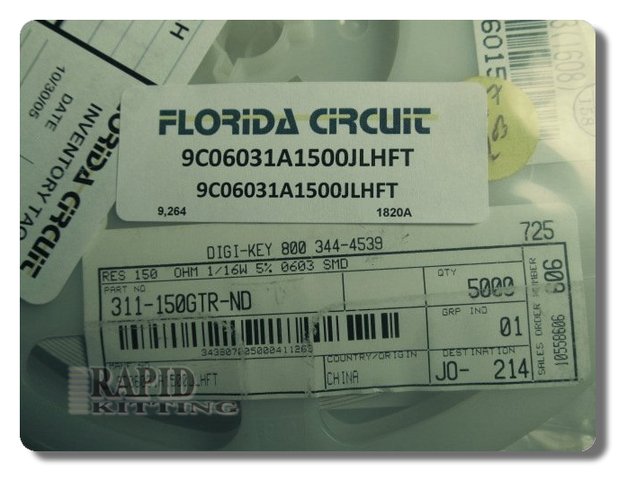 FLORIDA CIRCUIT
9C06031A1500JLHFT
9C06031A1500JLHFT
9,264 1820A
H
10/30/05
DATE
INVENTORY TAG
FLORIDA CIRCUIT
DIGI-KEY 800 344-4539
725
RES 150 OHM 1/16W 5% 0603 SMD
PART NO
311-150GTR-ND
QTY
5000
GRP IND
01
COUNTRY/ORIGIN
CHINA
DESTINATION
JO- 214
SALES ORDER NUMBER
10558606
606
RAPID
KITTING